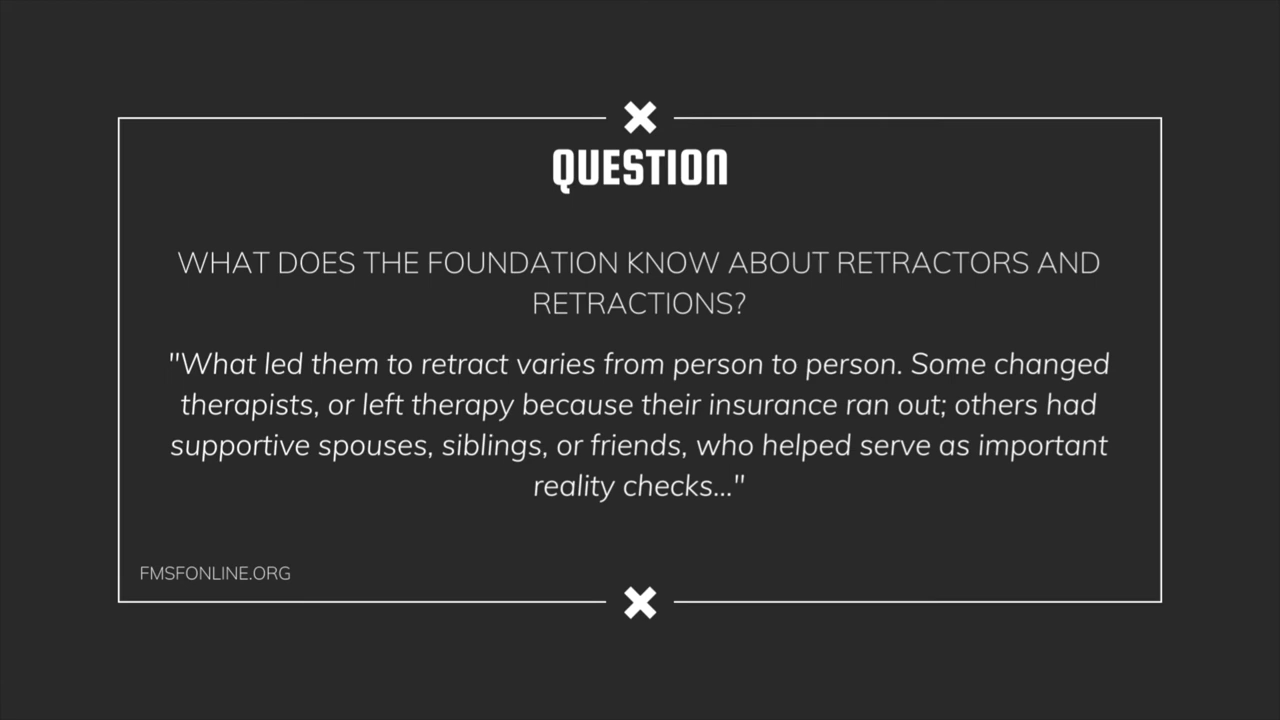 QUESTION
WHAT DOES THE FOUNDATION KNOW ABOUT RETRACTORS AND
RETRACTIONS?
"What led them to retract varies from person to person. Some changed
therapists, or left therapy because their insurance ran out; others had
supportive spouses, siblings, or friends, who helped serve as important
reality checks..."
FMSFONLINE.ORG